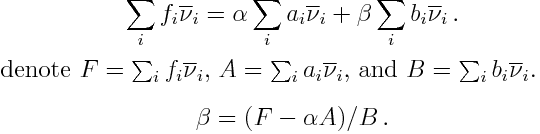 ∑_i f_i ν̅_i = α ∑_i a_i ν̅_i + β ∑_i b_i ν̅_i .
denote F = ∑_i f_i ν̅_i, A = ∑_i a_i ν̅_i, and B = ∑_i b_i ν̅_i.
β = (F − αA)/B .